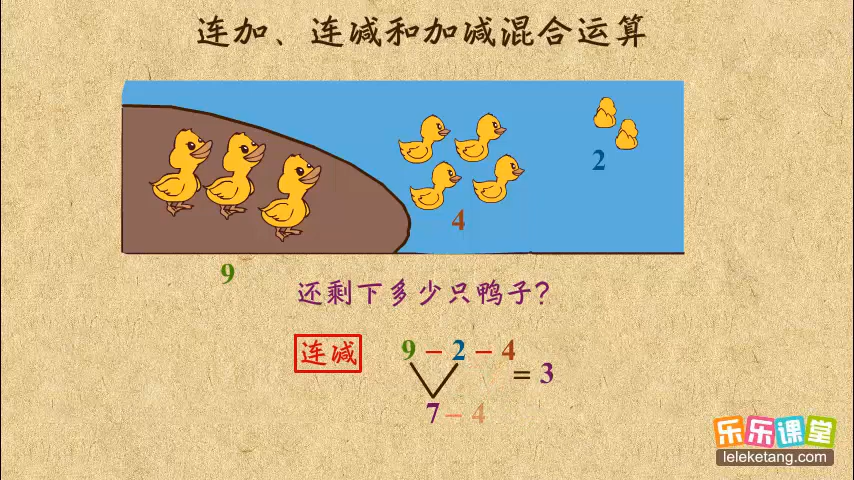 连加、连减和加减混合运算
2
4
9
还剩下多少只鸭子?
连减 9 - 2 - 4
= 3
7 - 4
乐乐课堂
leleketang.com